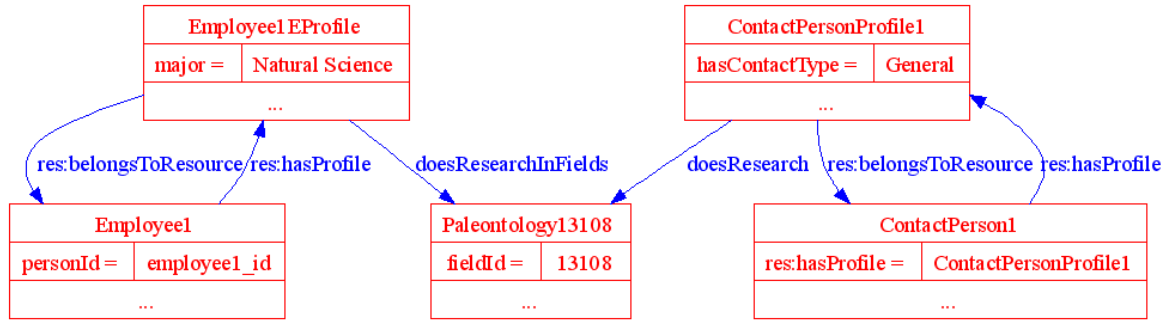 Employee1EProfile
major = Natural Science
...
ContactPersonProfile1
hasContactType = General
...
res:belongsToResource
res:hasProfile
doesResearchInFields
doesResearch
res:belongsToResource
res:hasProfile
Employee1
personId = employee1_id
...
Paleontology13108
fieldId = 13108
...
ContactPerson1
res:hasProfile = ContactPersonProfile1
...